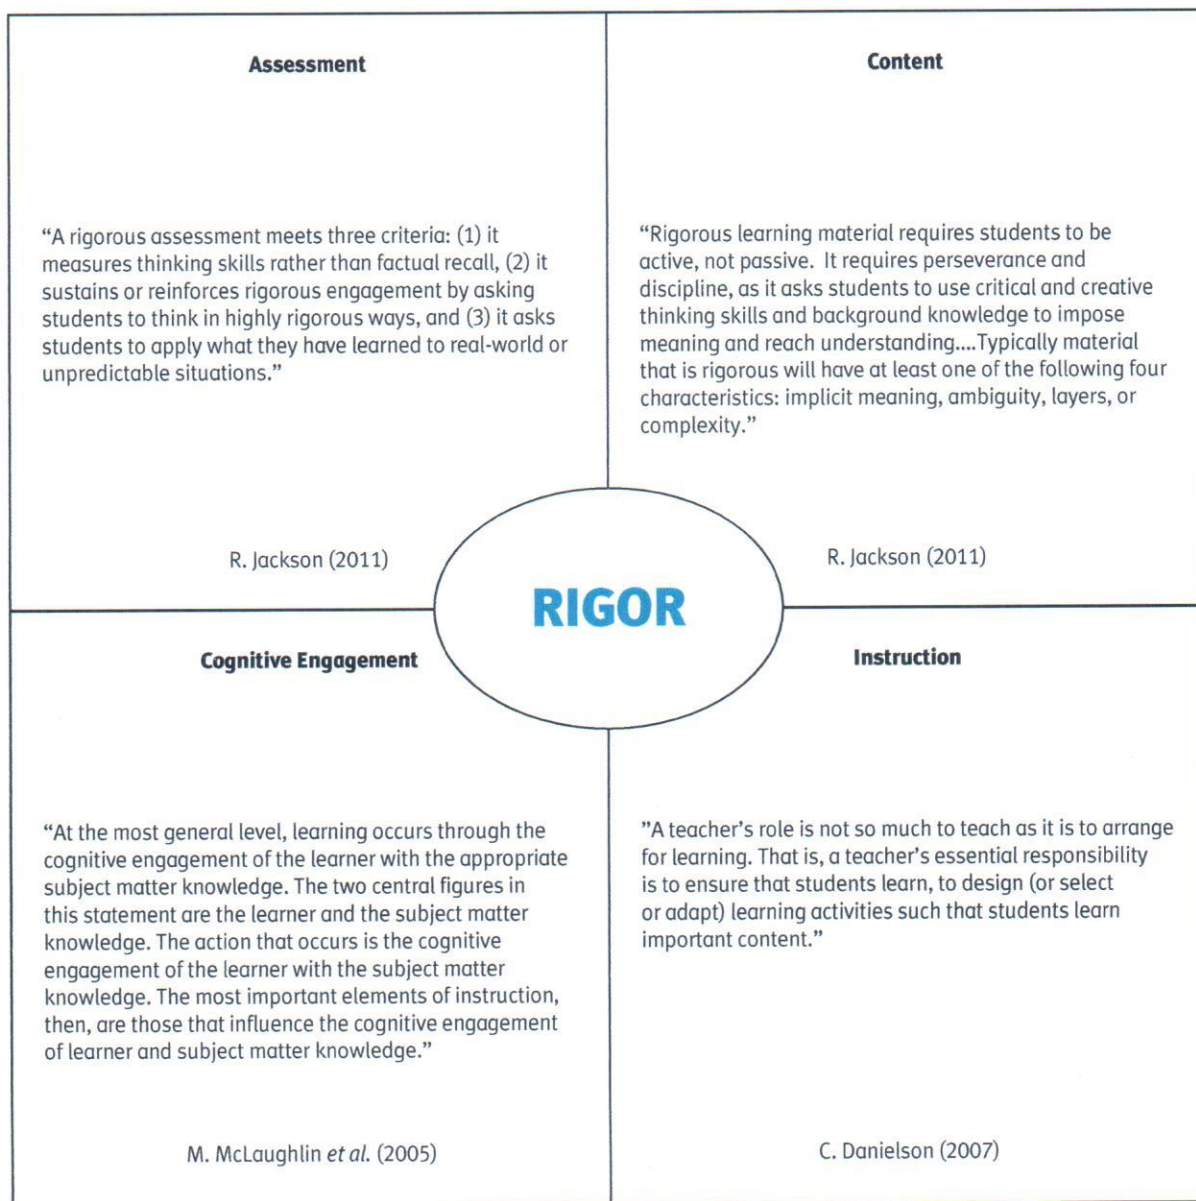 Assessment
"A rigorous assessment meets three criteria: (1) it
measures thinking skills rather than factual recall, (2) it
sustains or reinforces rigorous engagement by asking
students to think in highly rigorous ways, and (3) it asks
students to apply what they have learned to real-world or
unpredictable situations."
R. Jackson (2011)
Content
"Rigorous learning material requires students to be
active, not passive.  It requires perseverance and
discipline, as it asks students to use critical and creative
thinking skills and background knowledge to impose
meaning and reach understanding....Typically material
that is rigorous will have at least one of the following four
characteristics: implicit meaning, ambiguity, layers, or
complexity."
R. Jackson (2011)
RIGOR
Cognitive Engagement
"At the most general level, learning occurs through the
cognitive engagement of the learner with the appropriate
subject matter knowledge. The two central figures in
this statement are the learner and the subject matter
knowledge. The action that occurs is the cognitive
engagement of the learner with the subject matter
knowledge. The most important elements of instruction,
then, are those that influence the cognitive engagement
of learner and subject matter knowledge."
M. McLaughlin et al. (2005)
Instruction
"A teacher's role is not so much to teach as it is to arrange
for learning. That is, a teacher's essential responsibility
is to ensure that students learn, to design (or select
or adapt) learning activities such that students learn
important content."
C. Danielson (2007)